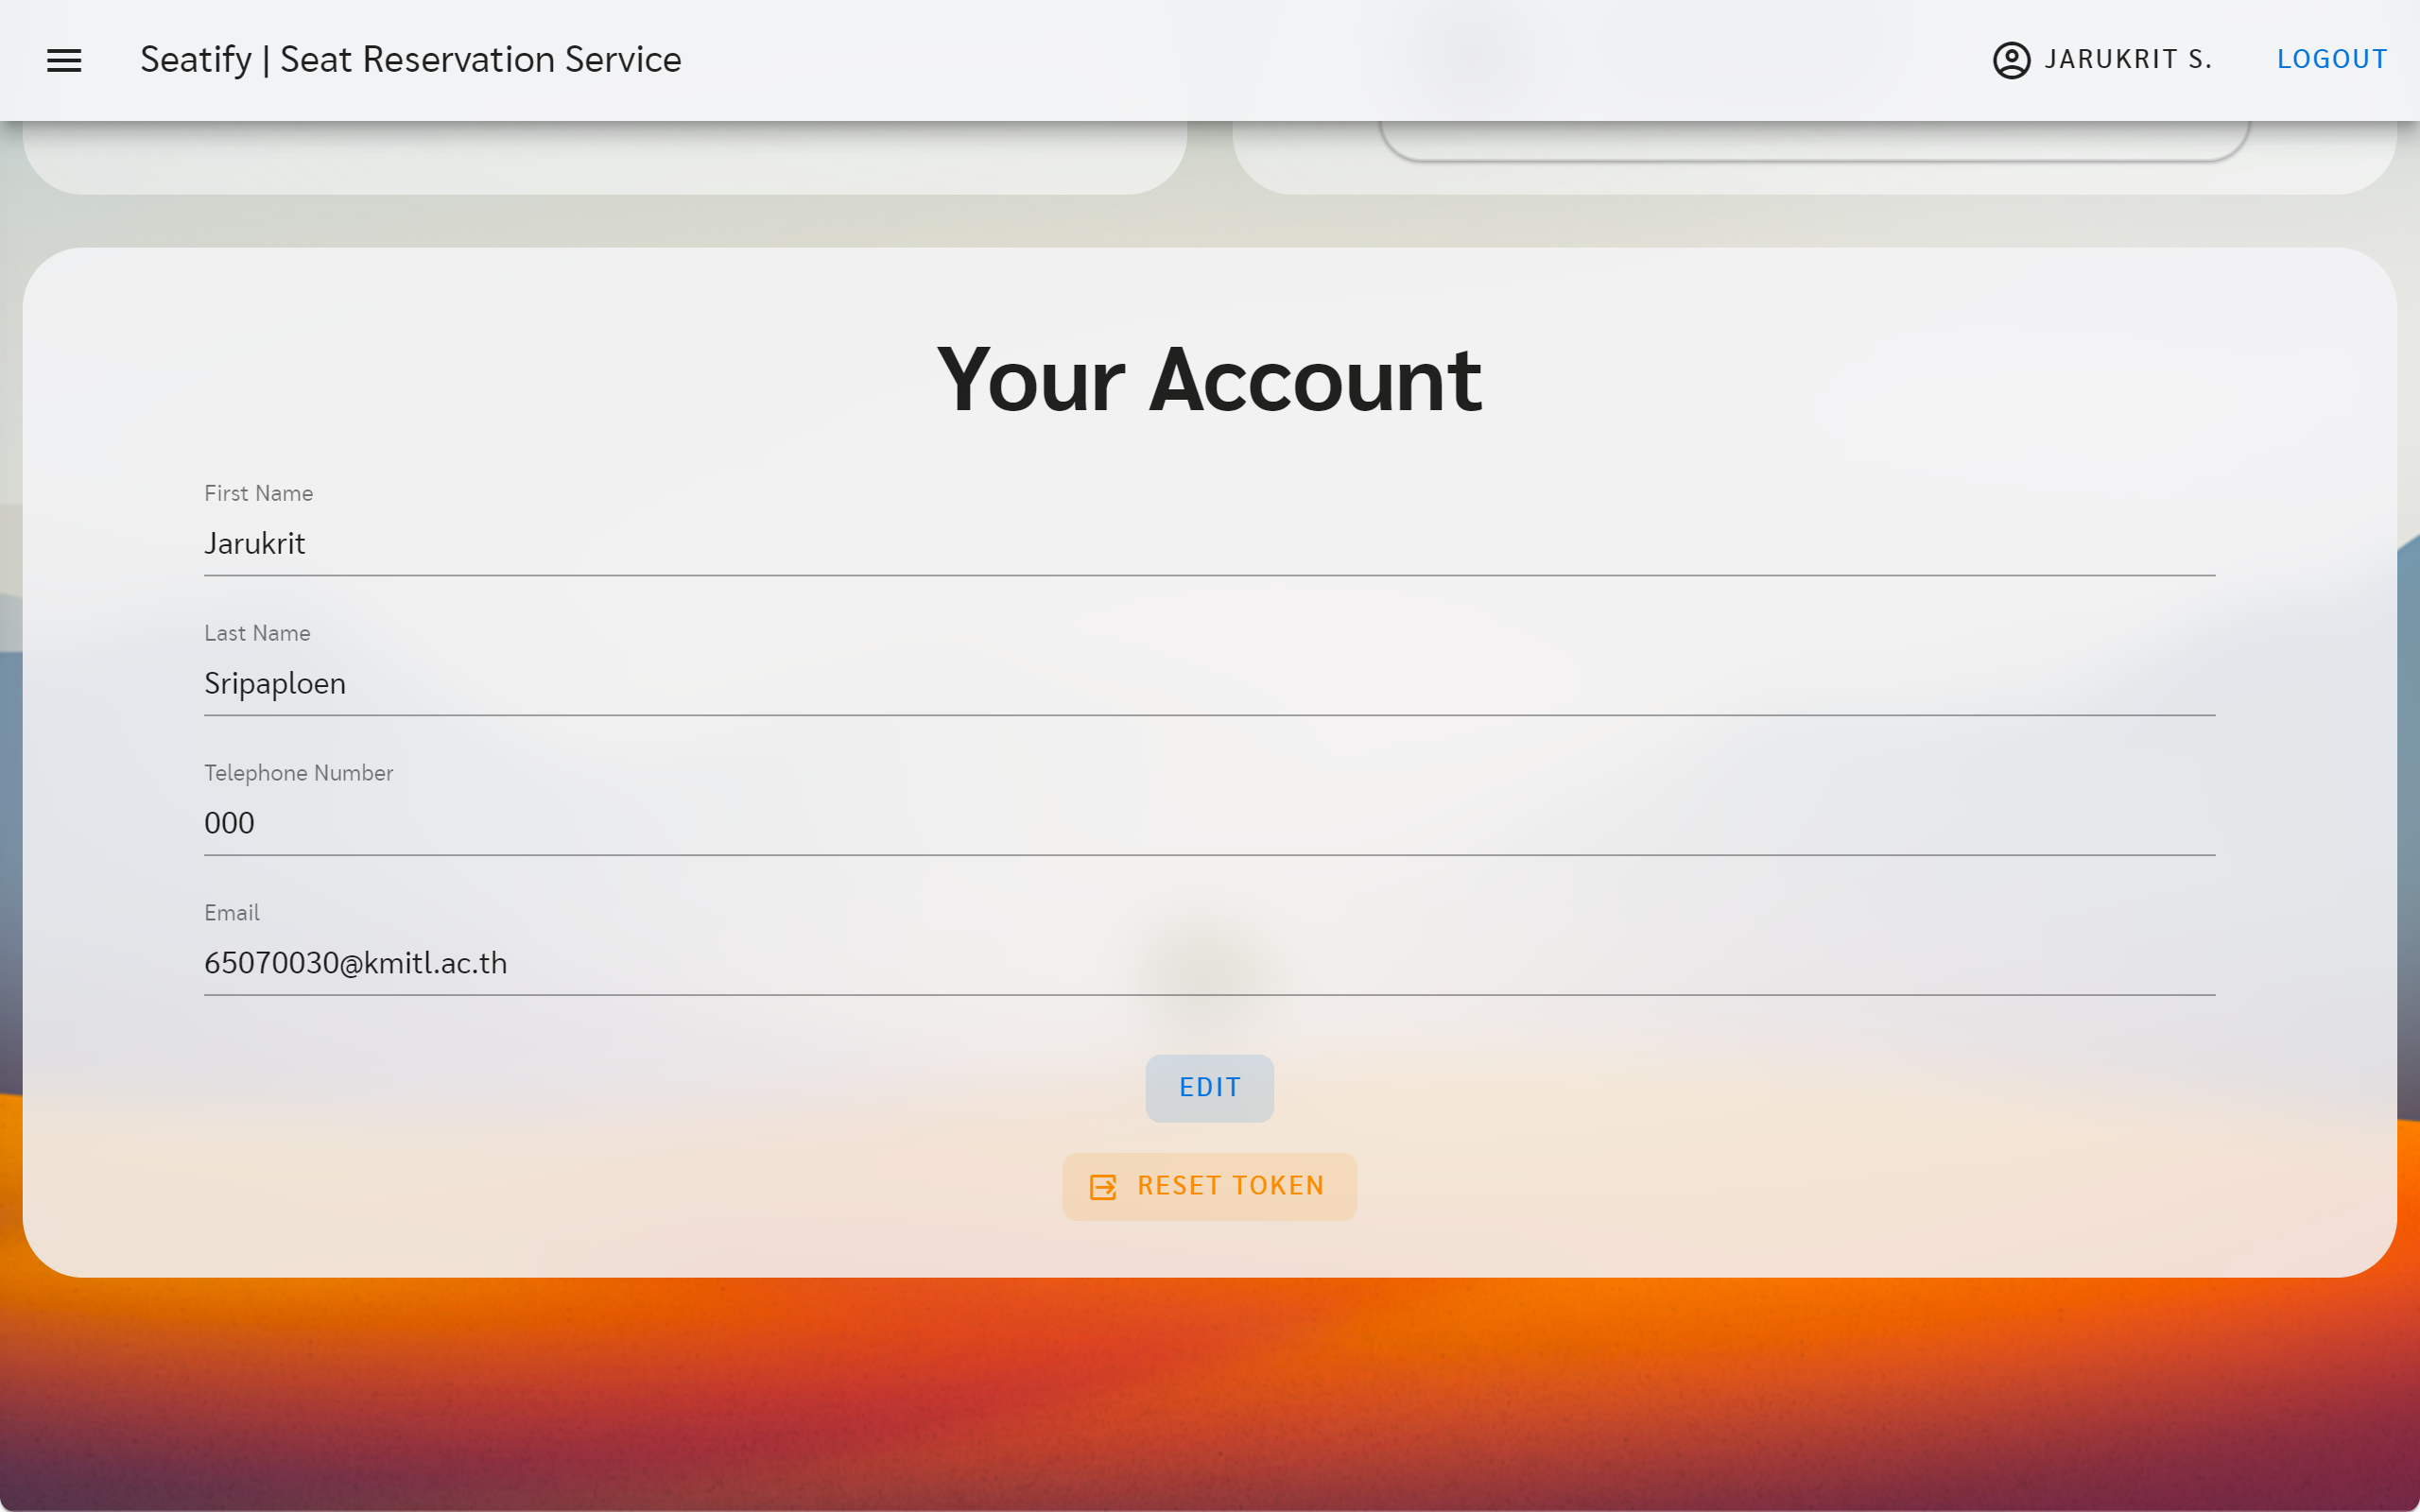 Seatify | Seat Reservation Service
JARUKRIT S.
LOGOUT
Your Account
First Name
Jarukrit
Last Name
Sripaploen
Telephone Number
000
Email
65070030@kmitl.ac.th
EDIT
RESET TOKEN